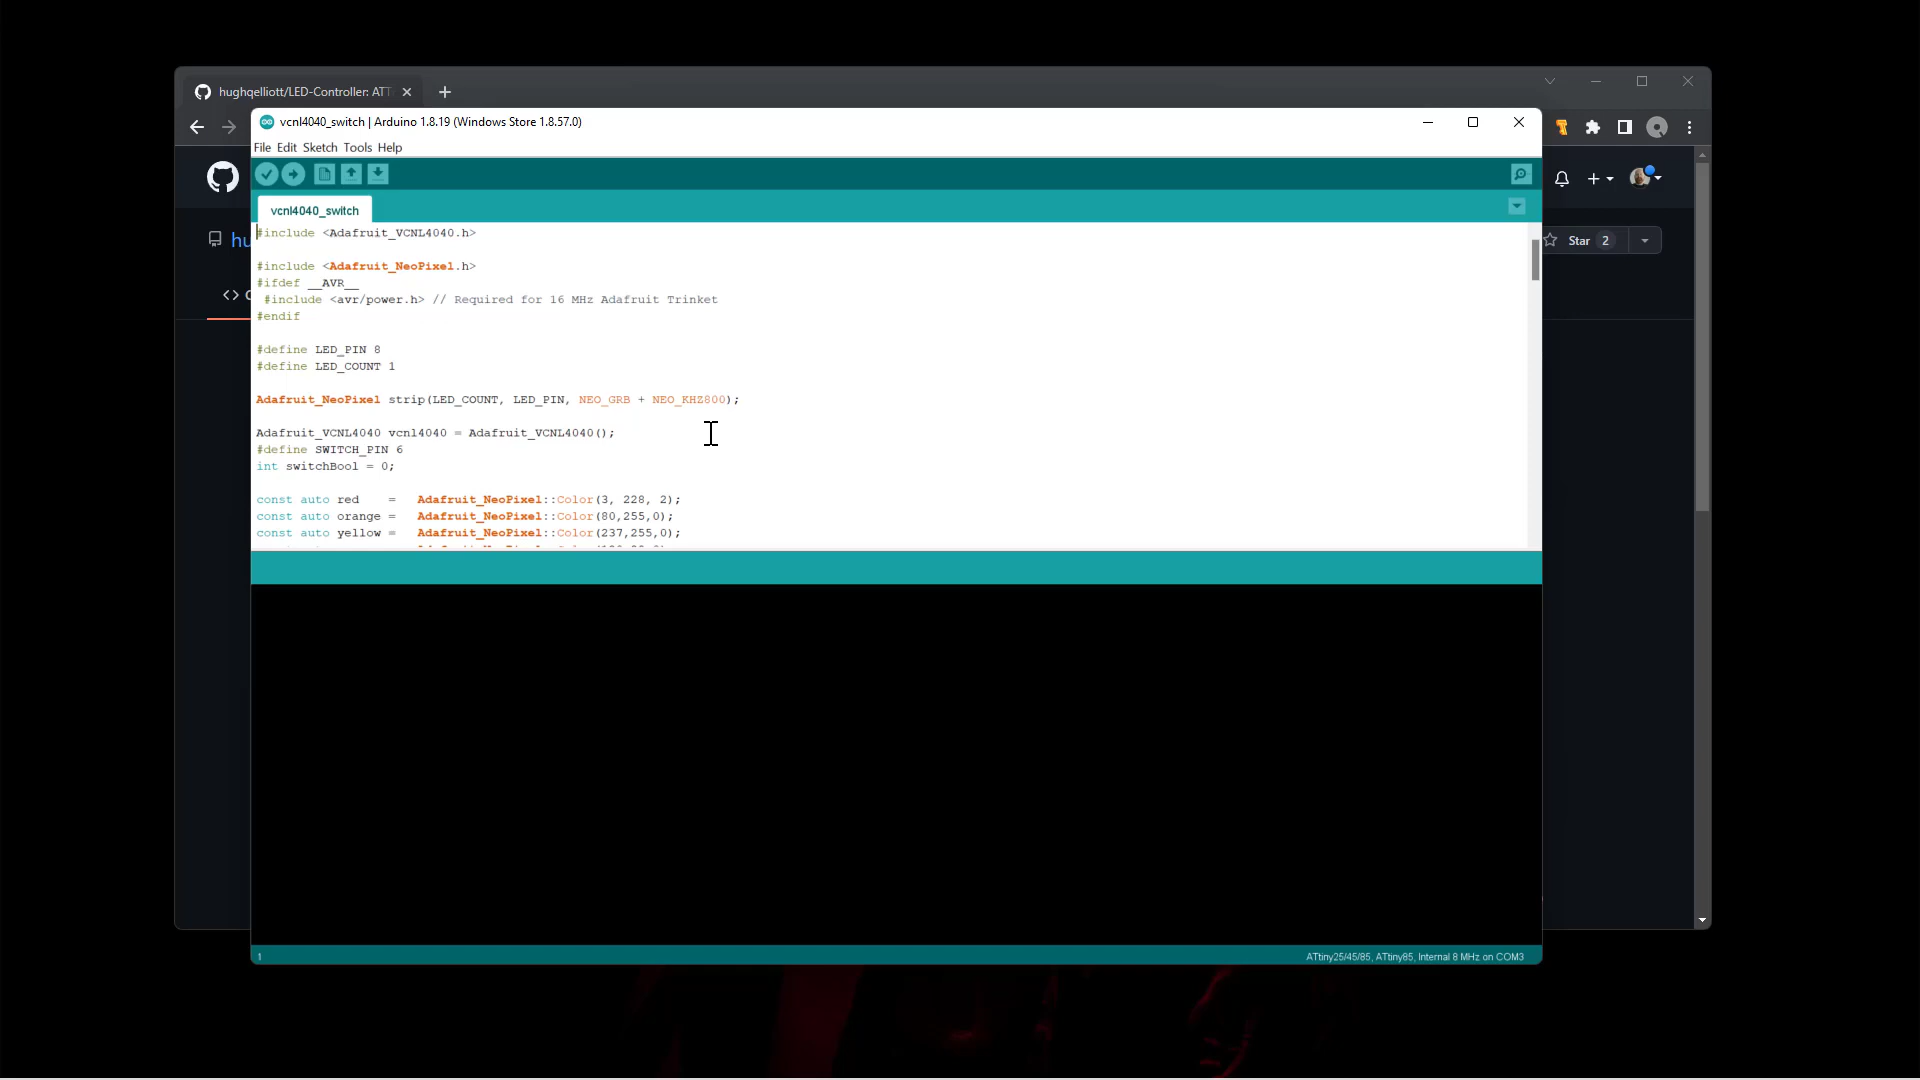 hughqelliott/LED-Controller: ATT
vcnl4040_switch | Arduino 1.8.19 (Windows Store 1.8.57.0)
File Edit Sketch Tools Help
vcnl4040_switch
hu
Star 2
#include <Adafruit_VCNL4040.h>
#include <Adafruit_NeoPixel.h>
#ifdef __AVR__
#include <avr/power.h> // Required for 16 MHz Adafruit Trinket
#endif
#define LED_PIN 8
#define LED_COUNT 1
Adafruit_NeoPixel strip(LED_COUNT, LED_PIN, NEO_GRB + NEO_KHZ800);
Adafruit_VCNL4040 vcnl4040 = Adafruit_VCNL4040();
#define SWITCH_PIN 6
int switchBool = 0;
const auto red = Adafruit_NeoPixel::Color(3, 228, 2);
const auto orange = Adafruit_NeoPixel::Color(80,255,0);
const auto yellow = Adafruit_NeoPixel::Color(237,255,0);
1
ATtiny25/45/85, ATtiny85, Internal 8 MHz on COM3